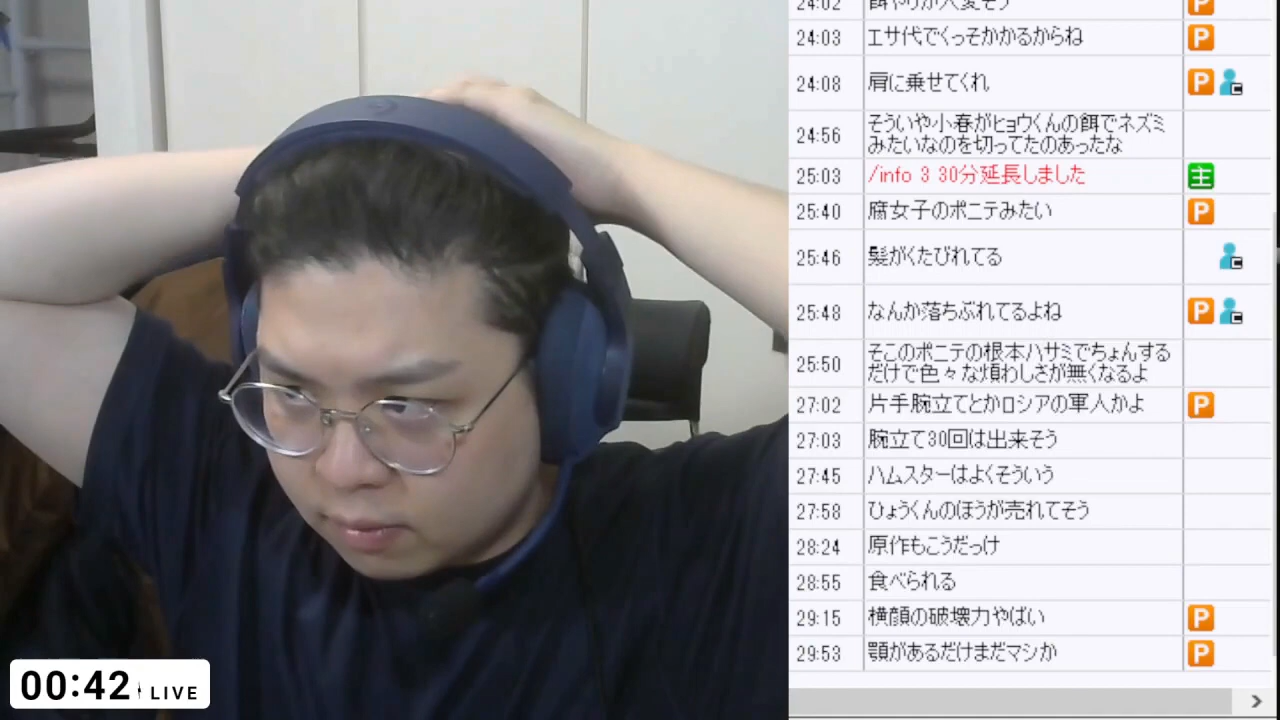 24:02 餌やりが大変そう P
24:03 エサ代でくっそかかるからね P
24:08 肩に乗せてくれ P
24:56 そういや小春がヒョウくんの餌でネズミ
みたいなのを切ってたのあったな
25:03 /info 3 30分延長しました 主
25:40 腐女子のポニテみたい P
25:46 髪がくたびれてる
25:48 なんか落ちぶれてるよね P
25:50 そこのポニテの根本ハサミでちょんする
だけで色々な煩わしさが無くなるよ
27:02 片手腕立てとかロシアの軍人かよ P
27:03 腕立て30回は出来そう
27:45 ハムスターはよくそういう
27:58 ひょうくんのほうが売れてそう
28:24 原作もこうだっけ
28:55 食べられる
29:15 横顔の破壊力やばい P
29:53 顎があるだけまだマシか P
00:42 LIVE